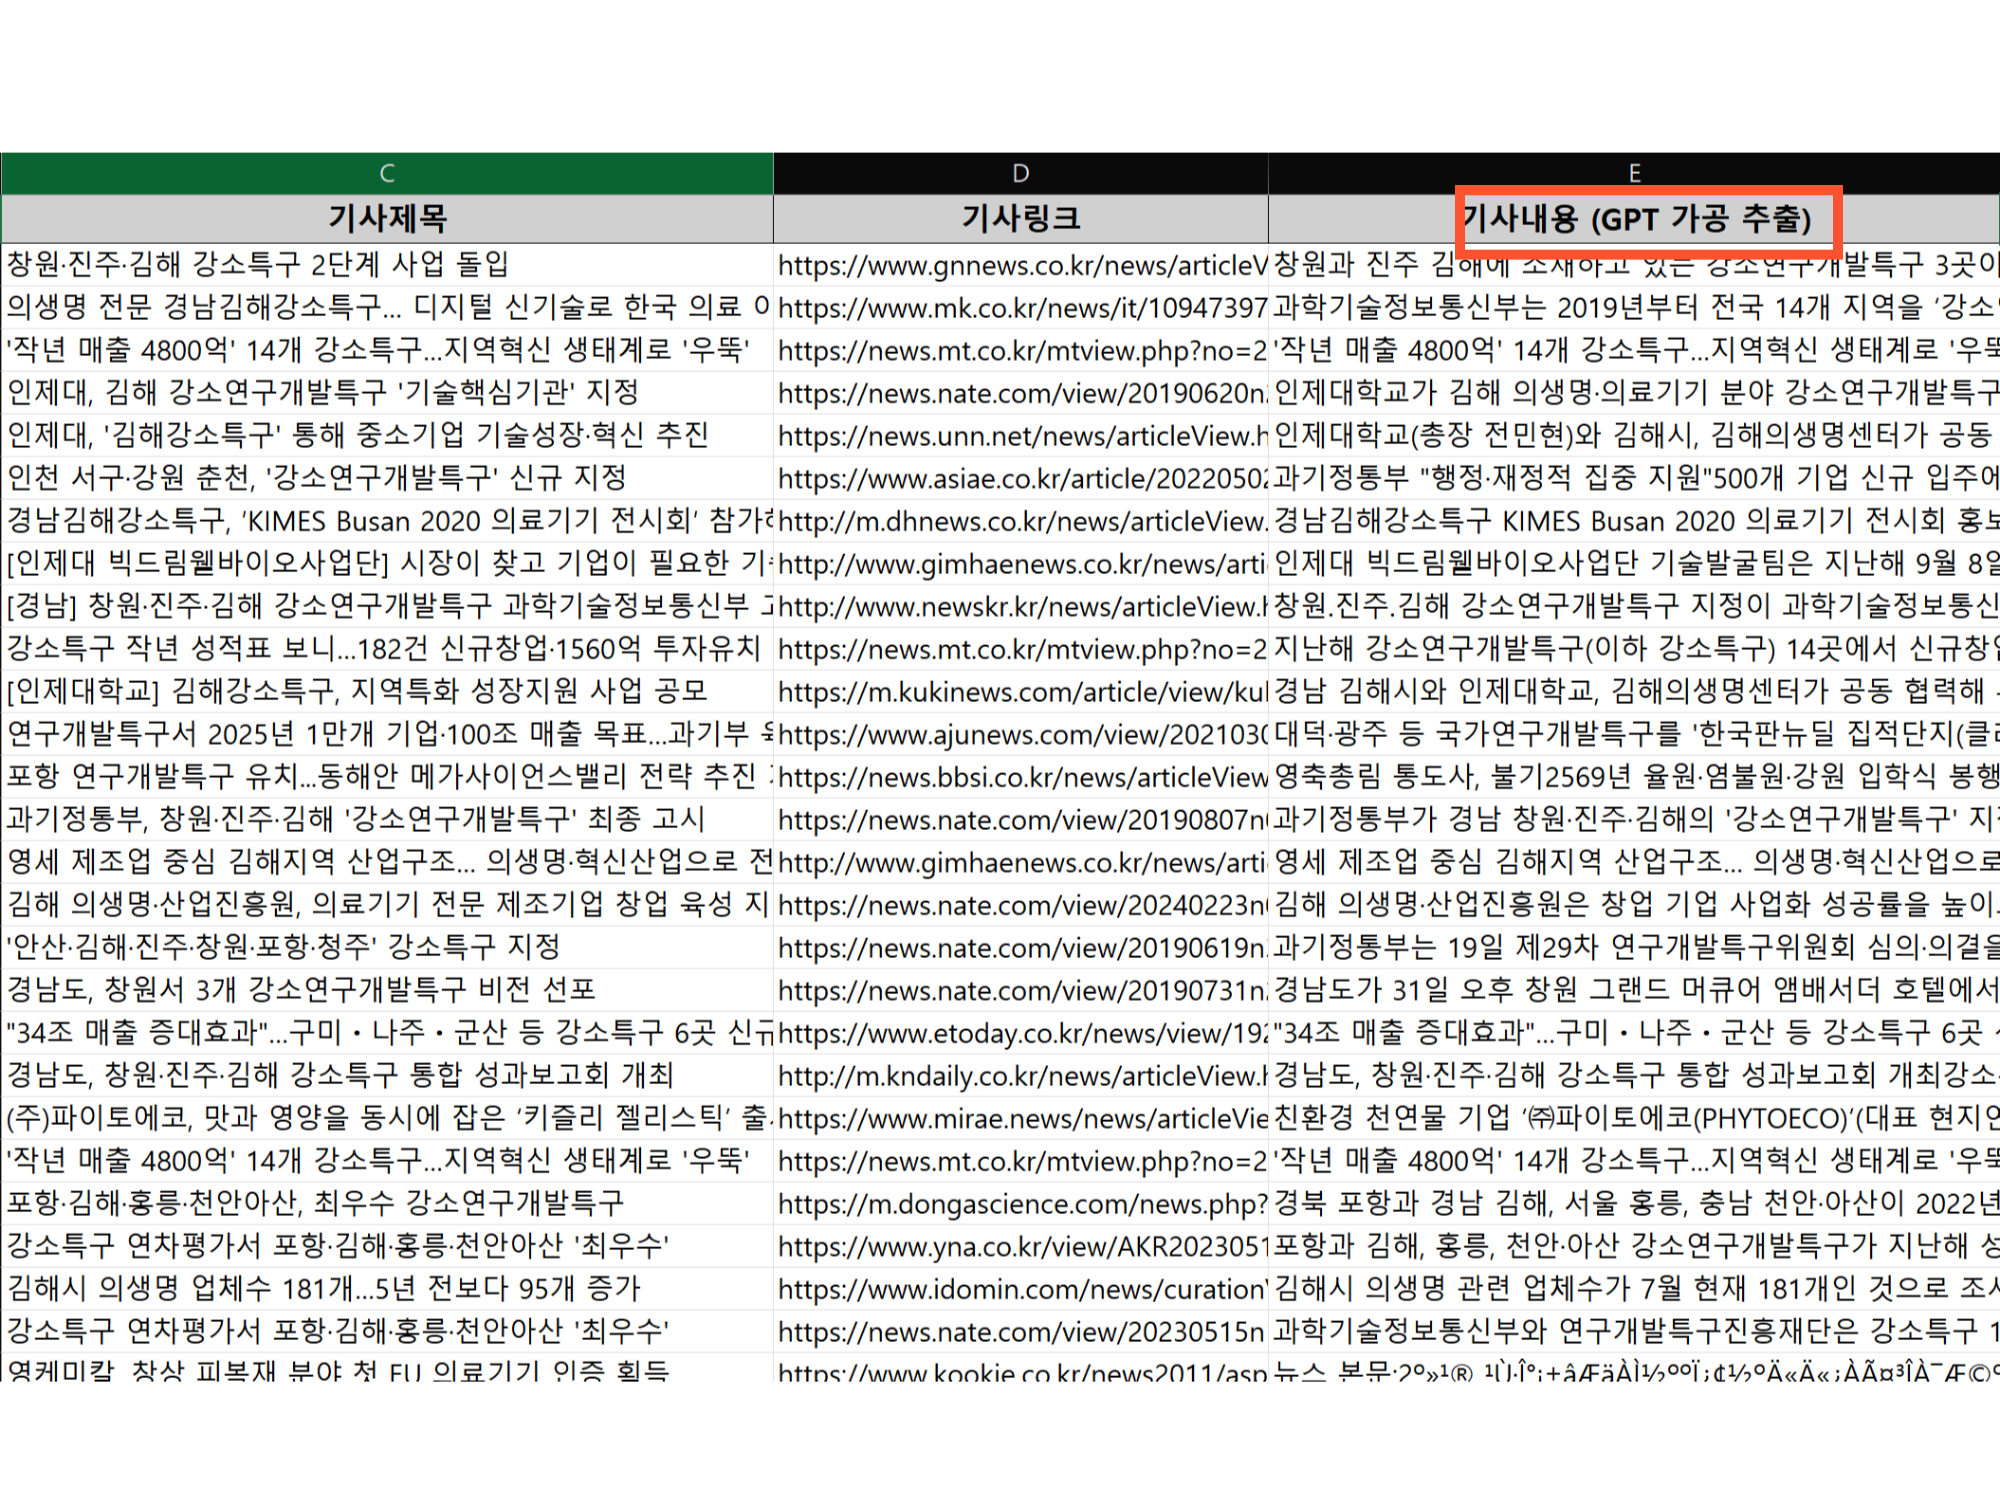 C D E
기사제목 기사링크 기사내용 (GPT 가공 추출)
창원·진주·김해 강소특구 2단계 사업 돌입 https://www.gnnews.co.kr/news/articleV 창원과 진주 김해에 소재하고 있는 강소연구개발특구 3곳이
의생명 전문 경남김해강소특구... 디지털 신기술로 한국 의료 이 https://www.mk.co.kr/news/it/10947397 과학기술정보통신부는 2019년부터 전국 14개 지역을 ‘강소
'작년 매출 4800억' 14개 강소특구...지역혁신 생태계로 '우뚝' https://news.mt.co.kr/mtview.php?no=2 '작년 매출 4800억' 14개 강소특구...지역혁신 생태계로 '우뚝
인제대, 김해 강소연구개발특구 '기술핵심기관' 지정 https://news.nate.com/view/20190620n 인제대학교가 김해 의생명·의료기기 분야 강소연구개발특구
인제대, '김해강소특구' 통해 중소기업 기술성장·혁신 추진 https://news.unn.net/news/articleView.h 인제대학교(총장 전민현)와 김해시, 김해의생명센터가 공동
인천 서구·강원 춘천, '강소연구개발특구' 신규 지정 https://www.asiae.co.kr/article/20220502 과기정통부 "행정·재정적 집중 지원"500개 기업 신규 입주에
경남김해강소특구, ‘KIMES Busan 2020 의료기기 전시회’ 참가 http://m.dhnews.co.kr/news/articleView. 경남김해강소특구 KIMES Busan 2020 의료기기 전시회 홍보
[인제대 빅드림웰바이오사업단] 시장이 찾고 기업이 필요한 기 http://www.gimhaenews.co.kr/news/arti 인제대 빅드림웰바이오사업단 기술발굴팀은 지난해 9월 8일
[경남] 창원·진주·김해 강소연구개발특구 과학기술정보통신부 고 http://www.newskr.kr/news/articleView.h 창원.진주.김해 강소연구개발특구 지정이 과학기술정보통신
강소특구 작년 성적표 보니...182건 신규창업·1560억 투자유치 https://news.mt.co.kr/mtview.php?no=2 지난해 강소연구개발특구(이하 강소특구) 14곳에서 신규창업
[인제대학교] 김해강소특구, 지역특화 성장지원 사업 공모 https://m.kukinews.com/article/view/kuk 경남 김해시와 인제대학교, 김해의생명센터가 공동 협력해
연구개발특구서 2025년 1만개 기업·100조 매출 목표...과기부 육 https://www.ajunews.com/view/2021030 대덕·광주 등 국가연구개발특구를 '한국판뉴딜 집적단지(클러
포항 연구개발특구 유치...동해안 메가사이언스밸리 전략 추진 https://news.bbsi.co.kr/news/articleView 영축총림 통도사, 불기2569년 율원·염불원·강원 입학식 봉행
과기정통부, 창원·진주·김해 '강소연구개발특구' 최종 고시 https://news.nate.com/view/20190807n 과기정통부가 경남 창원·진주·김해의 '강소연구개발특구' 지정
영세 제조업 중심 김해지역 산업구조... 의생명·혁신산업으로 전 http://www.gimhaenews.co.kr/news/arti 영세 제조업 중심 김해지역 산업구조... 의생명·혁신산업으로
김해 의생명·산업진흥원, 의료기기 전문 제조기업 창업 육성 지 https://news.nate.com/view/20240223n 김해 의생명·산업진흥원은 창업 기업 사업화 성공률을 높이
'안산·김해·진주·창원·포항·청주' 강소특구 지정 https://news.nate.com/view/20190619n 과기정통부는 19일 제29차 연구개발특구위원회 심의·의결을
경남도, 창원서 3개 강소연구개발특구 비전 선포 https://news.nate.com/view/20190731n 경남도가 31일 오후 창원 그랜드 머큐어 앰배서더 호텔에서
"34조 매출 증대효과"...구미・나주・군산 등 강소특구 6곳 신규 https://www.etoday.co.kr/news/view/192 "34조 매출 증대효과"...구미・나주・군산 등 강소특구 6곳
경남도, 창원·진주·김해 강소특구 통합 성과보고회 개최 http://m.kndaily.co.kr/news/articleView.h 경남도, 창원·진주·김해 강소특구 통합 성과보고회 개최강소
(주)파이토에코, 맛과 영양을 동시에 잡은 ‘키즐리 젤리스틱’ 출 https://www.mirae.news/news/articleVie 친환경 천연물 기업 ‘㈜파이토에코(PHYTOECO)’(대표 현지연
'작년 매출 4800억' 14개 강소특구...지역혁신 생태계로 '우뚝' https://news.mt.co.kr/mtview.php?no=2 '작년 매출 4800억' 14개 강소특구...지역혁신 생태계로 '우뚝
포항·김해·홍릉·천안아산, 최우수 강소연구개발특구 https://m.dongascience.com/news.php? 경북 포항과 경남 김해, 서울 홍릉, 충남 천안·아산이 2022년
강소특구 연차평가서 포항·김해·홍릉·천안아산 '최우수' https://www.yna.co.kr/view/AKR2023051 포항과 김해, 홍릉, 천안·아산 강소연구개발특구가 지난해 성
김해시 의생명 업체수 181개...5년 전보다 95개 증가 https://www.idomin.com/news/curationV 김해시 의생명 관련 업체수가 7월 현재 181개인 것으로 조사
강소특구 연차평가서 포항·김해·홍릉·천안아산 '최우수' https://news.nate.com/view/20230515n 과학기술정보통신부와 연구개발특구진흥재단은 강소특구 1
영케미칼, 창상 피복재 분야 첫 EU 의료기기 인증 획득 https://www.kookje.co.kr/news2011/asp 뉴스 본문